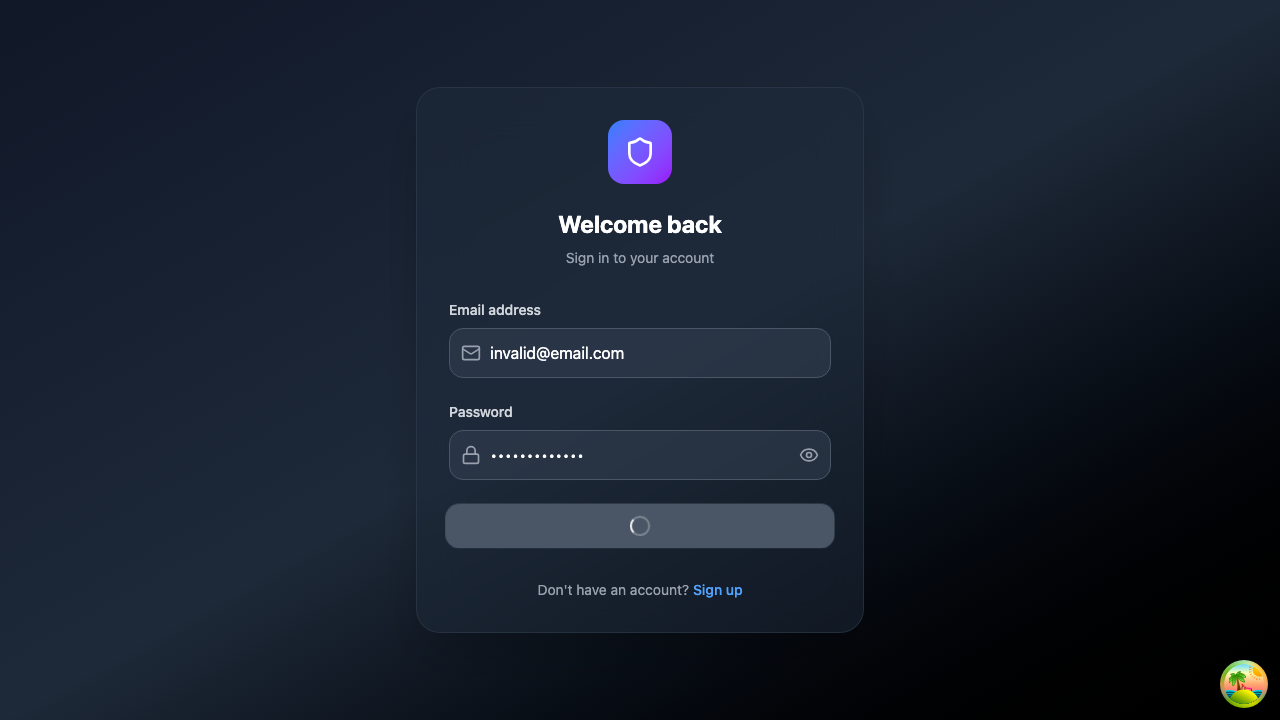 Welcome back
Sign in to your account
Email address
invalid@email.com
Password
•••••••••••••
Don't have an account? Sign up